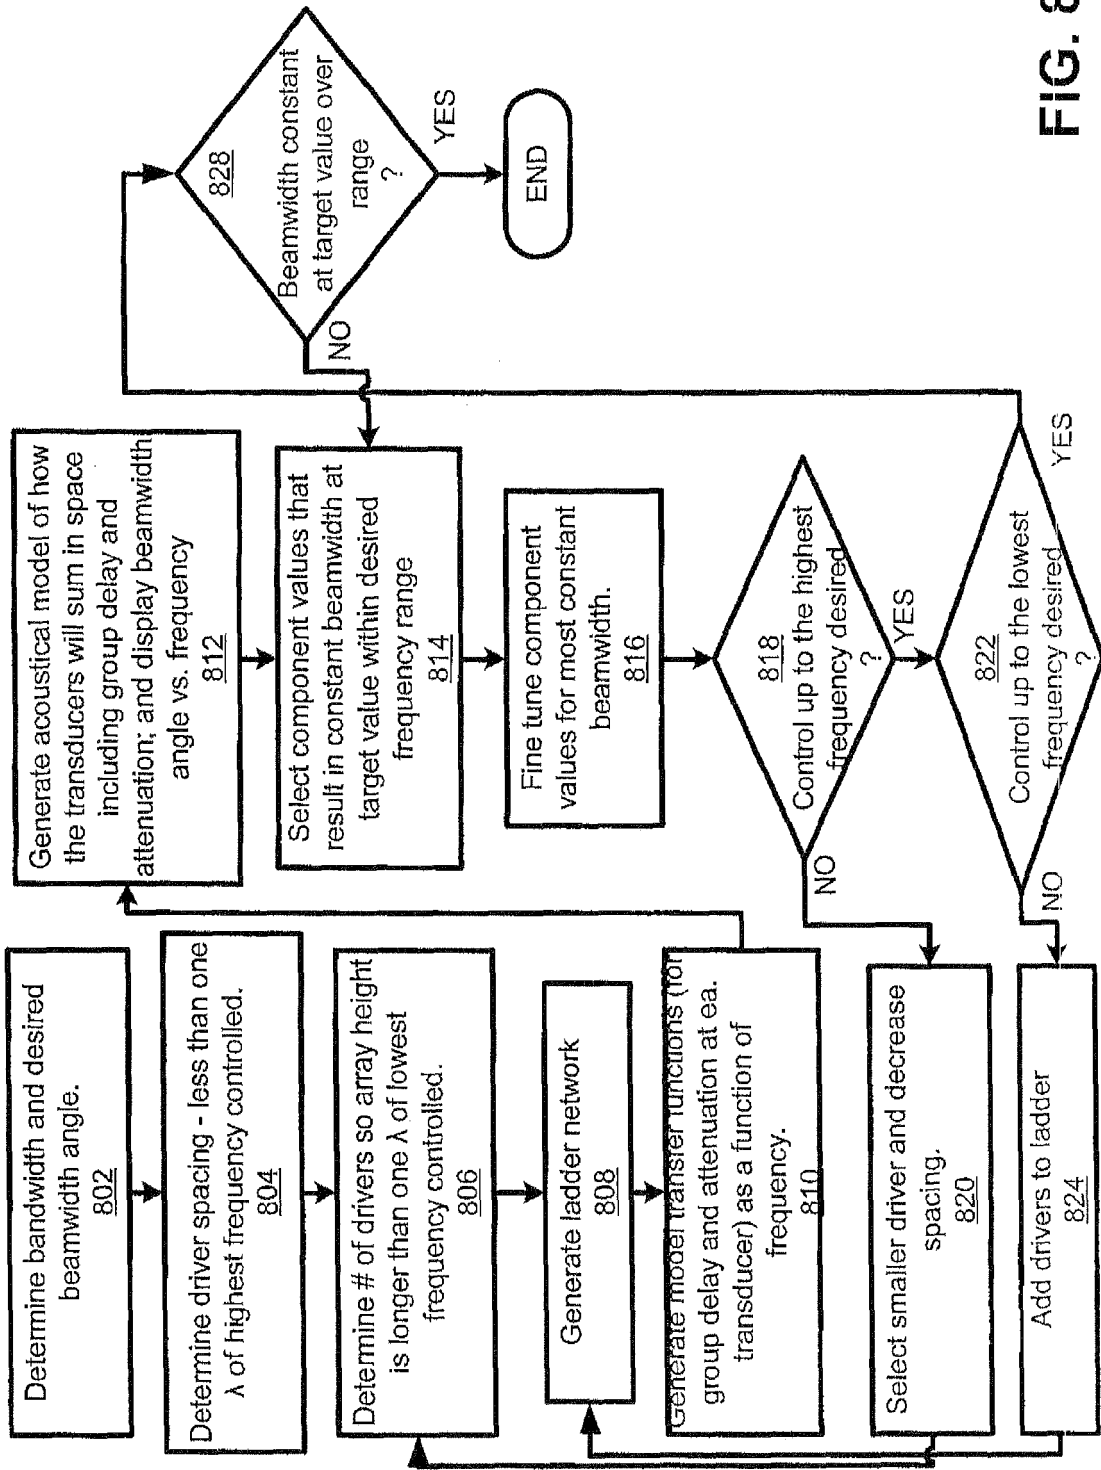 Determine bandwidth and desired
beamwidth angle.
802
Determine driver spacing - less than one
λ of highest frequency controlled.
804
Determine # of drivers so array height
is longer than one λ of lowest
frequency controlled.
806
Generate ladder network
808
Generate model transfer functions (for
group delay and attenuation at ea.
transducer) as a function of
frequency.
810
Select smaller driver and decrease
spacing.
820
Add drivers to ladder
824
Generate acoustical model of how
the transducers will sum in space
including group delay and
attenuation; and display beamwidth
angle vs. frequency
812
Select component values that
result in constant beamwidth at
target value within desired
frequency range
814
Fine tune component
values for most constant
beamwidth.
816
818
Control up to the highest
frequency desired
?
NO
YES
822
Control up to the lowest
frequency desired
?
NO
YES
828
Beamwidth constant
at target value over
range
?
NO
YES
END
FIG. 8